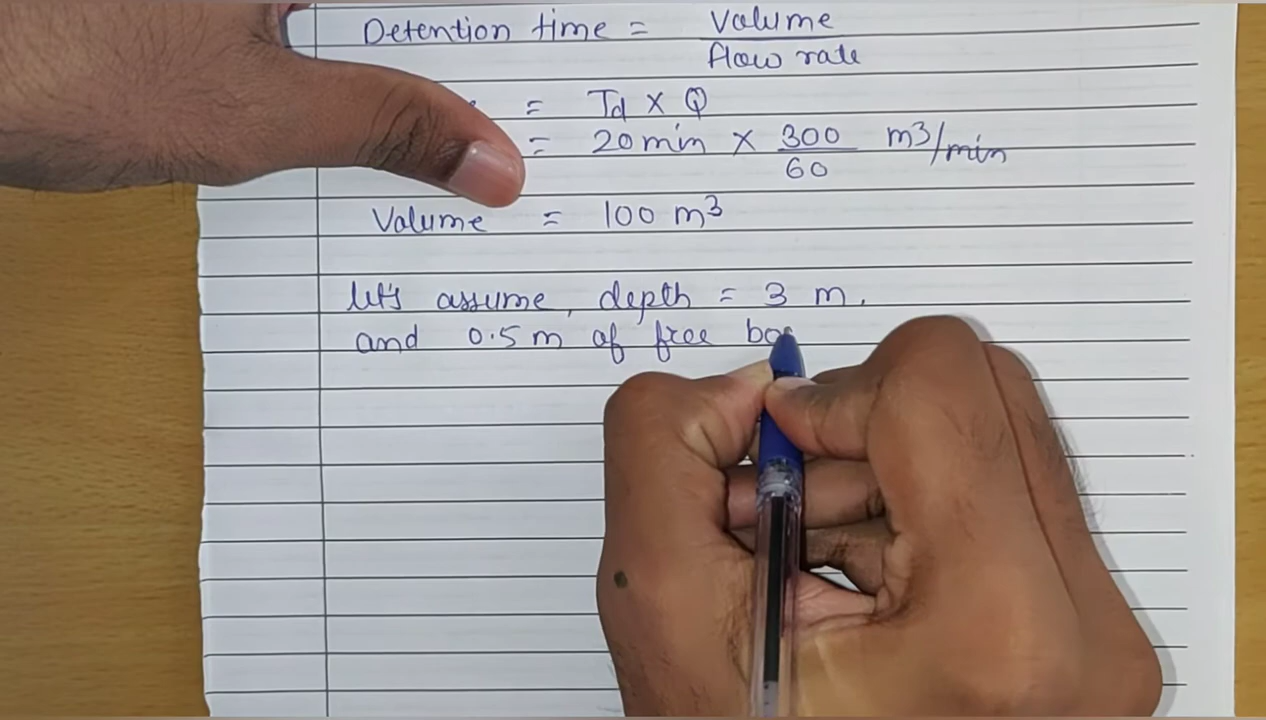 Detention time = Volume
flow rate
= Td × Q
= 20 min × 300 m3/min
60
Volume = 100 m3
let's assume, depth = 3 m.
and 0.5 m of free